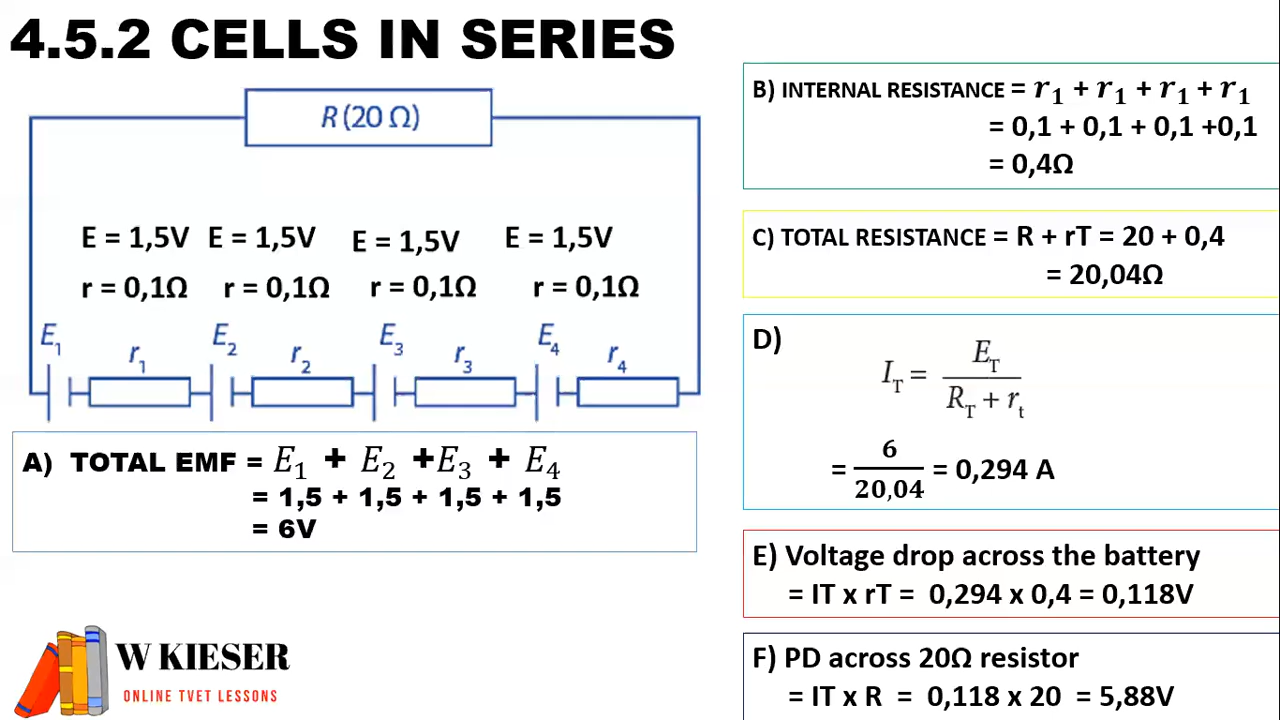 4.5.2 CELLS IN SERIES
R (20 Ω)
E = 1,5V E = 1,5V E = 1,5V E = 1,5V
r = 0,1Ω r = 0,1Ω r = 0,1Ω r = 0,1Ω
E1 E2 E3 E4
r1 r2 r3 r4
A) TOTAL EMF = E1 + E2 +E3 + E4
= 1,5 + 1,5 + 1,5 + 1,5
= 6V
W KIESER
ONLINE TVET LESSONS
B) INTERNAL RESISTANCE = r1 + r1 + r1 + r1
= 0,1 + 0,1 + 0,1 +0,1
= 0,4Ω
C) TOTAL RESISTANCE = R + rT = 20 + 0,4
= 20,04Ω
D)
IT = ET / RT + rt
= 6 / 20,04 = 0,294 A
E) Voltage drop across the battery
= IT x rT = 0,294 x 0,4 = 0,118V
F) PD across 20Ω resistor
= IT x R = 0,118 x 20 = 5,88V